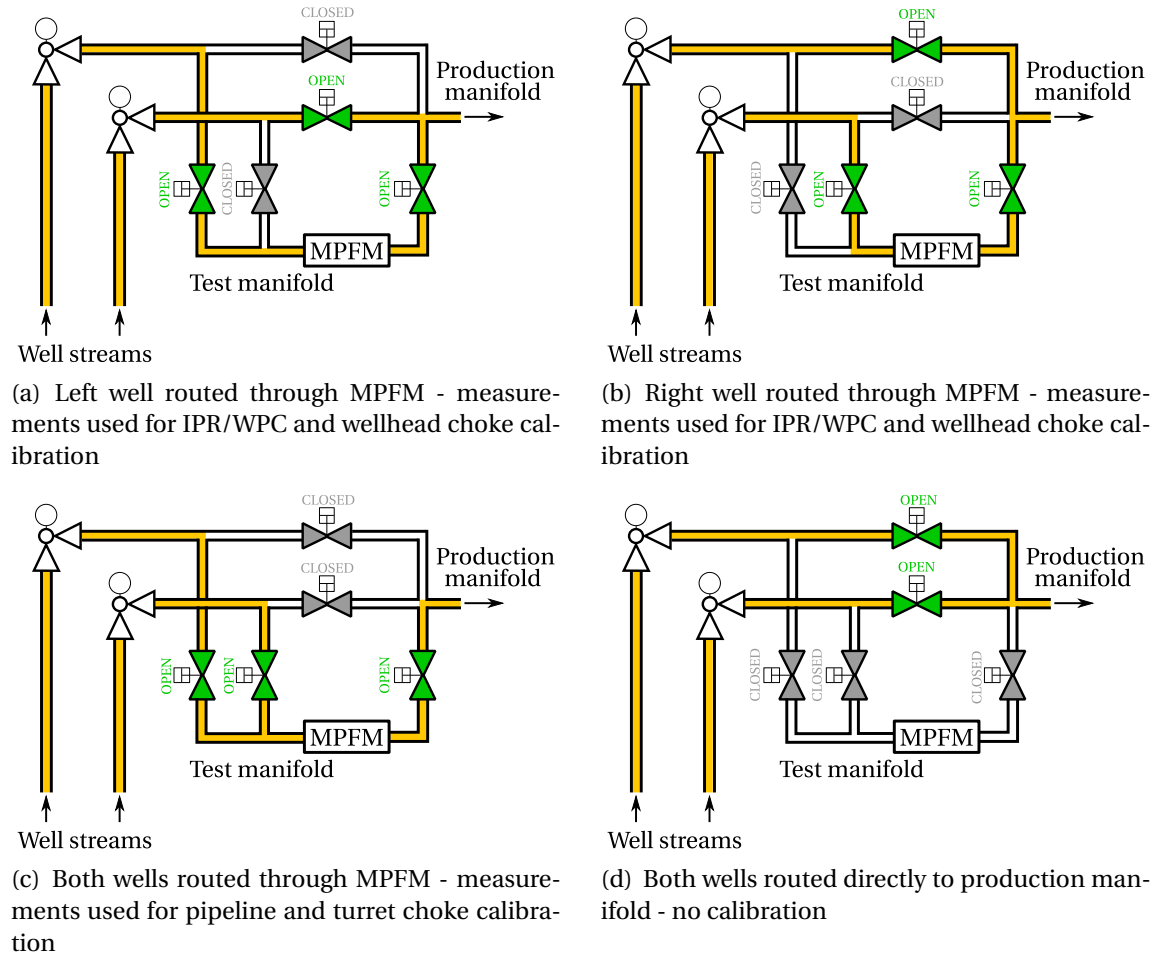 CLOSED
OPEN
Production
manifold
OPEN
CLOSED
OPEN
MPFM
Test manifold
Well streams
(a) Left well routed through MPFM - measure-
ments used for IPR/WPC and wellhead choke cal-
ibration
OPEN
CLOSED
Production
manifold
CLOSED
OPEN
OPEN
MPFM
Test manifold
Well streams
(b) Right well routed through MPFM - measure-
ments used for IPR/WPC and wellhead choke cal-
ibration
CLOSED
CLOSED
Production
manifold
OPEN
OPEN
OPEN
MPFM
Test manifold
Well streams
(c) Both wells routed through MPFM - measure-
ments used for pipeline and turret choke calibra-
tion
OPEN
OPEN
Production
manifold
CLOSED
CLOSED
CLOSED
MPFM
Test manifold
Well streams
(d) Both wells routed directly to production man-
ifold - no calibration